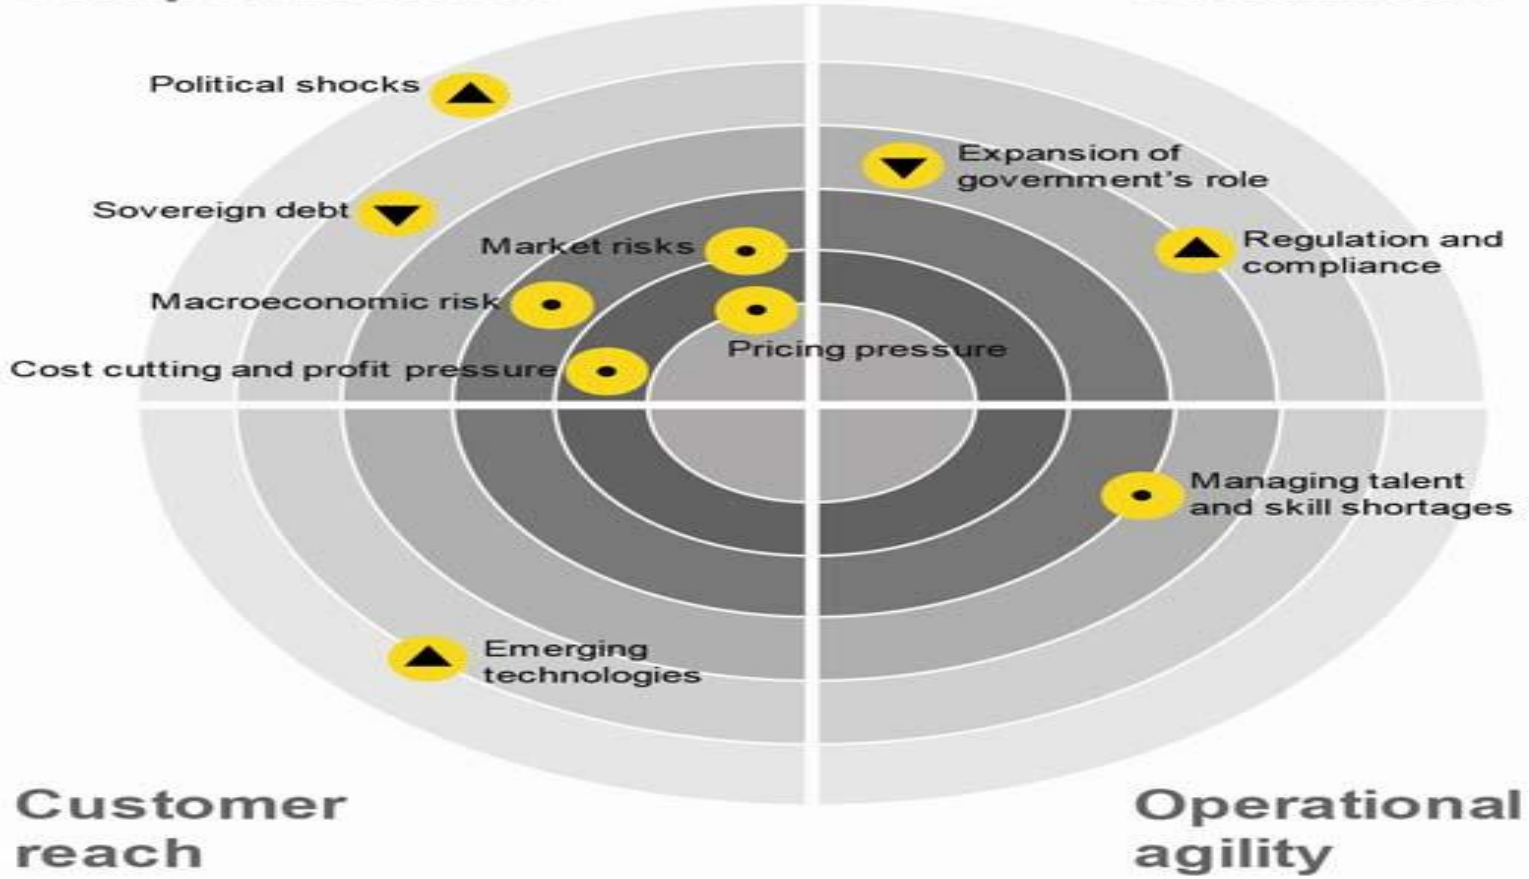 Political shocks
Expansion of
government's role
Sovereign debt
Market risks
Regulation and
compliance
Macroeconomic risk
Pricing pressure
Cost cutting and profit pressure
Managing talent
and skill shortages
Emerging
technologies
Customer
reach
Operational
agility